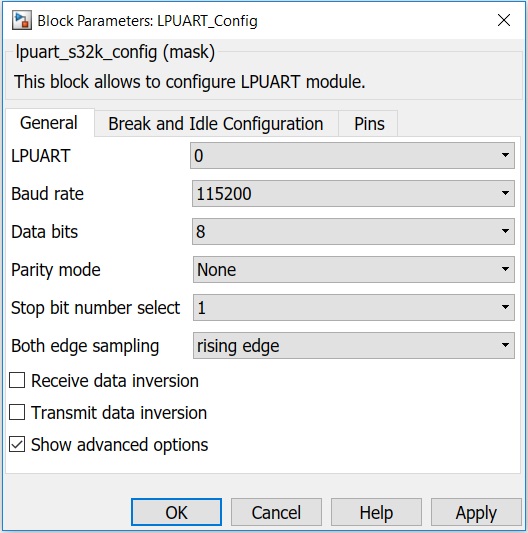 Block Parameters: LPUART_Config
lpuart_s32k_config (mask)
This block allows to configure LPUART module.
General Break and Idle Configuration Pins
LPUART 0
Baud rate 115200
Data bits 8
Parity mode None
Stop bit number select 1
Both edge sampling rising edge
Receive data inversion
Transmit data inversion
Show advanced options
OK Cancel Help Apply